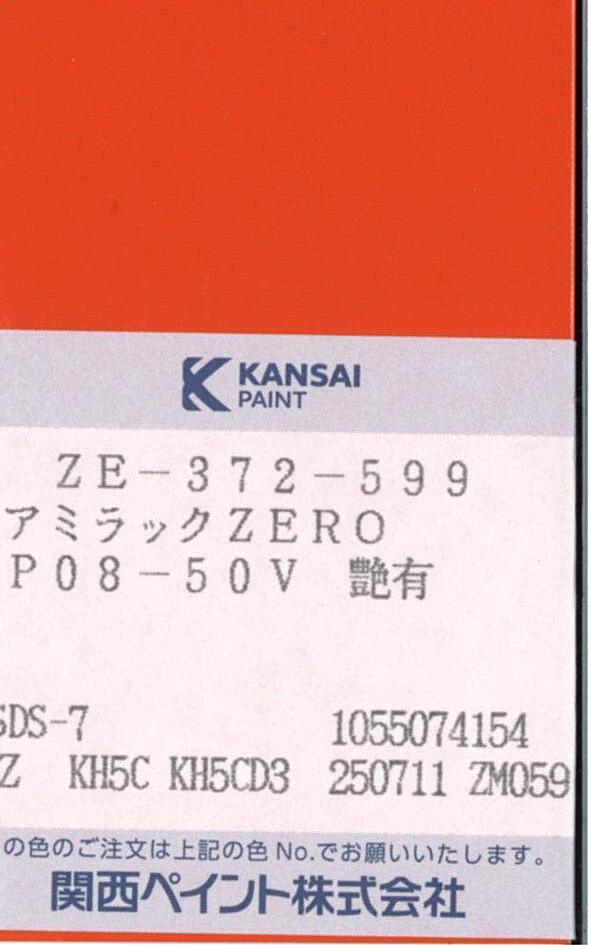 KANSAI
PAINT
ZE-372-599
アミラックZERO
P08-50V 艶有
SDS-7 1055074154
Z KH5C KH5CD3 250711 ZM059
の色のご注文は上記の色No.でお願いいたします。
関西ペイント株式会社